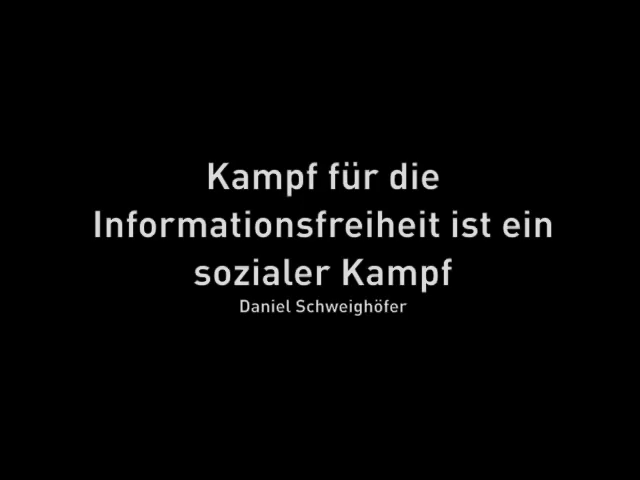 Kampf für die
Informationsfreiheit ist ein
sozialer Kampf
Daniel Schweighöfer